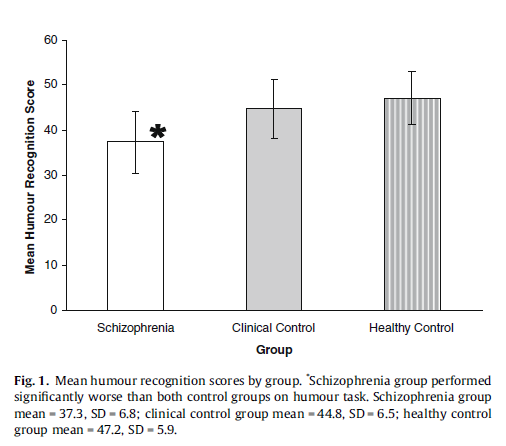 60
50
40
30
20
10
0
Mean Humour Recognition Score
*
Schizophrenia Clinical Control Healthy Control
Group
Fig. 1. Mean humour recognition scores by group. *Schizophrenia group performed
significantly worse than both control groups on humour task. Schizophrenia group
mean = 37.3, SD = 6.8; clinical control group mean = 44.8, SD = 6.5; healthy control
group mean = 47.2, SD = 5.9.